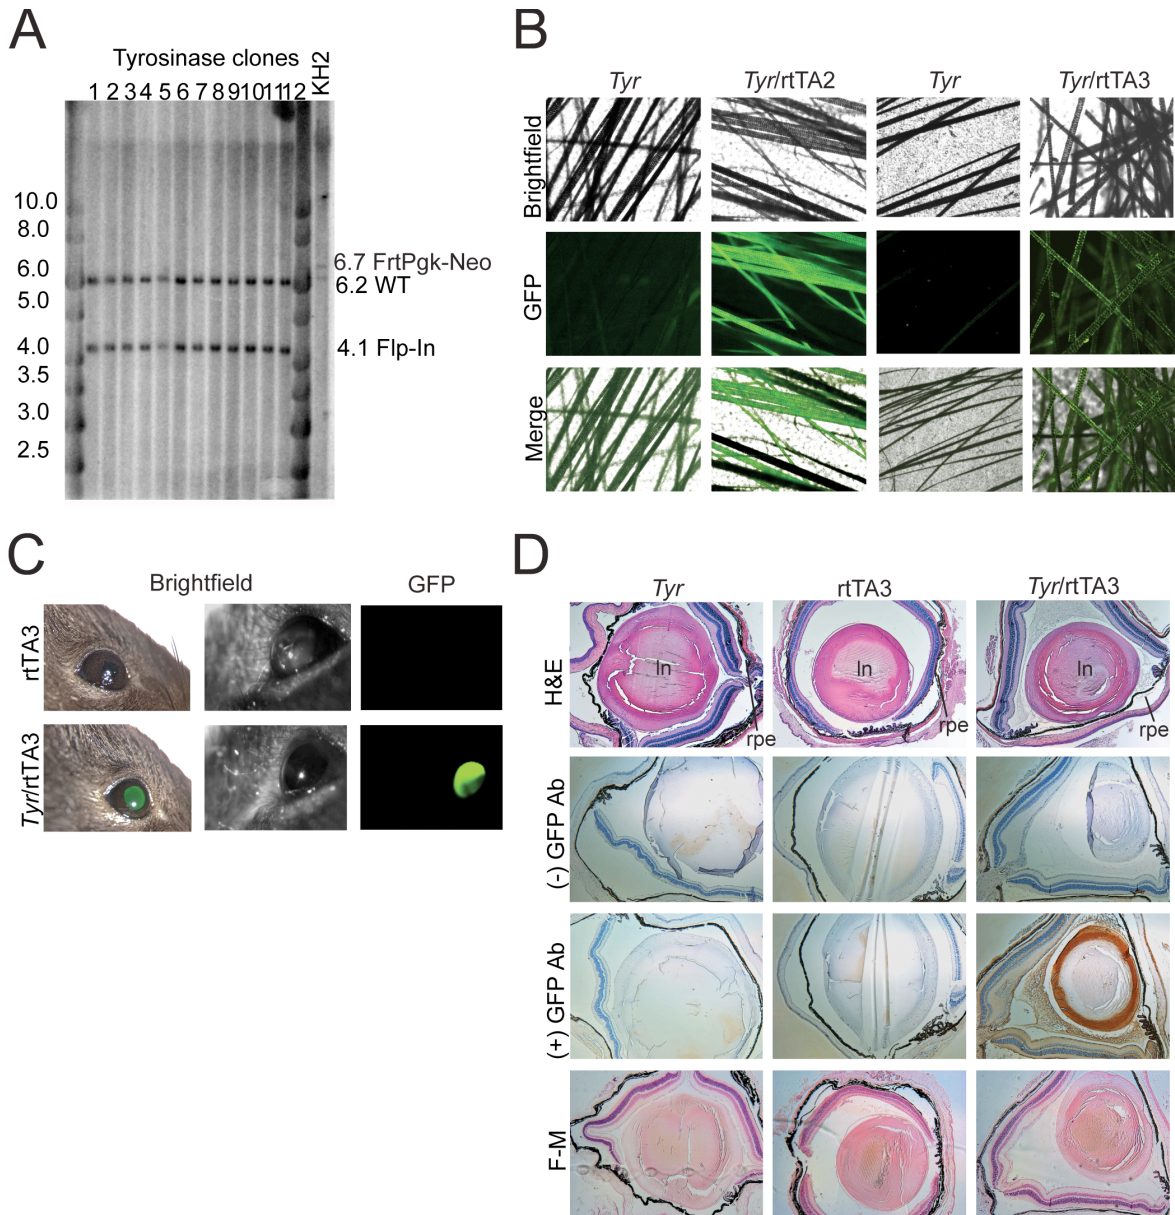 A
Tyrosinase clones
1 2 3 4 5 6 7 8 9 10 11 12
KH2
10.0
8.0
6.0
5.0
4.0
3.5
3.0
2.5
6.7 FrtPgk-Neo
6.2 WT
4.1 Flp-In
B
Tyr Tyr/rtTA2 Tyr Tyr/rtTA3
Brightfield
GFP
Merge
C
Brightfield GFP
rtTA3
Tyr/rtTA3
D
Tyr rtTA3 Tyr/rtTA3
H&E
ln ln ln
rpe rpe rpe
(-) GFP Ab
(+) GFP Ab
F-M